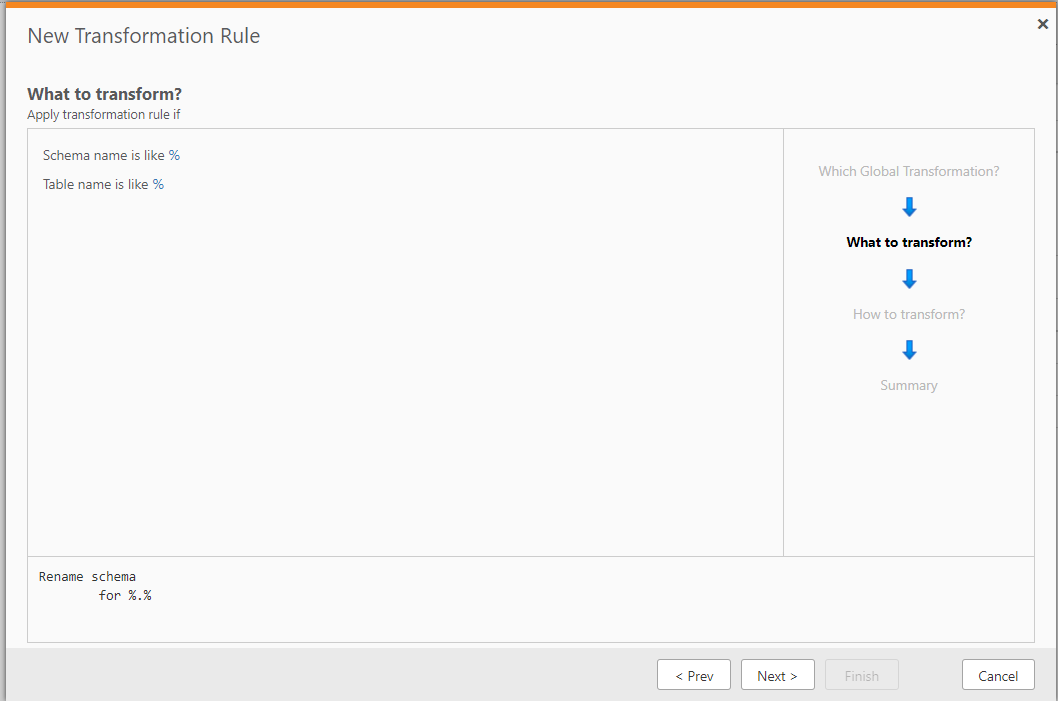 New Transformation Rule
×
What to transform?
Apply transformation rule if
Schema name is like %
Table name is like %
Which Global Transformation?
What to transform?
How to transform?
Summary
Rename schema
for %.%
< Prev
Next >
Finish
Cancel